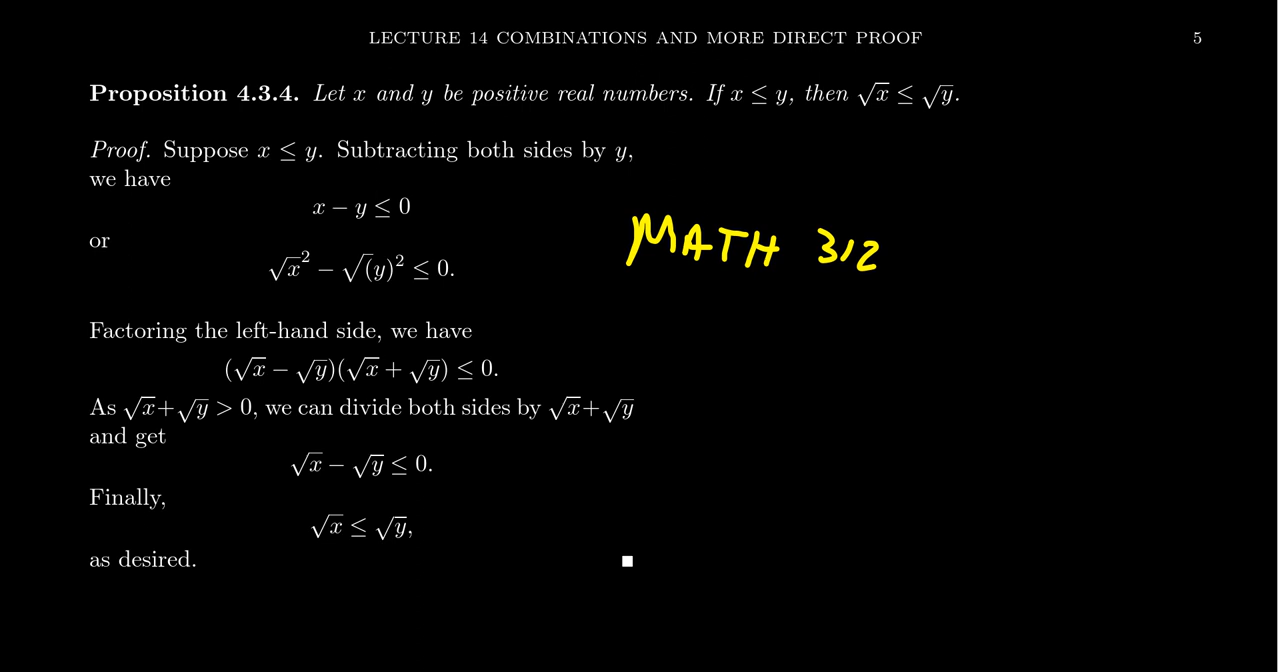 LECTURE 14 COMBINATIONS AND MORE DIRECT PROOF 5
Proposition 4.3.4. Let x and y be positive real numbers. If x ≤ y, then √x ≤ √y.
Proof. Suppose x ≤ y. Subtracting both sides by y,
we have
x − y ≤ 0
MATH 312
or
√x² − √(y)² ≤ 0.
Factoring the left-hand side, we have
(√x − √y)(√x + √y) ≤ 0.
As √x+√y > 0, we can divide both sides by √x+√y
and get
√x − √y ≤ 0.
Finally,
√x ≤ √y,
as desired. ■